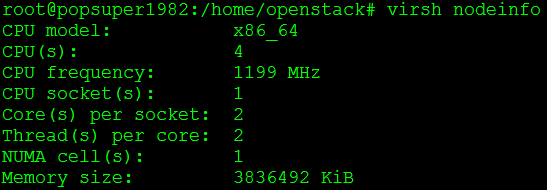 root@popsuper1982:/home/openstack# virsh nodeinfo
CPU model:           x86_64
CPU(s):              4
CPU frequency:       1199 MHz
CPU socket(s):       1
Core(s) per socket:  2
Thread(s) per core:  2
NUMA cell(s):        1
Memory size:         3836492 KiB